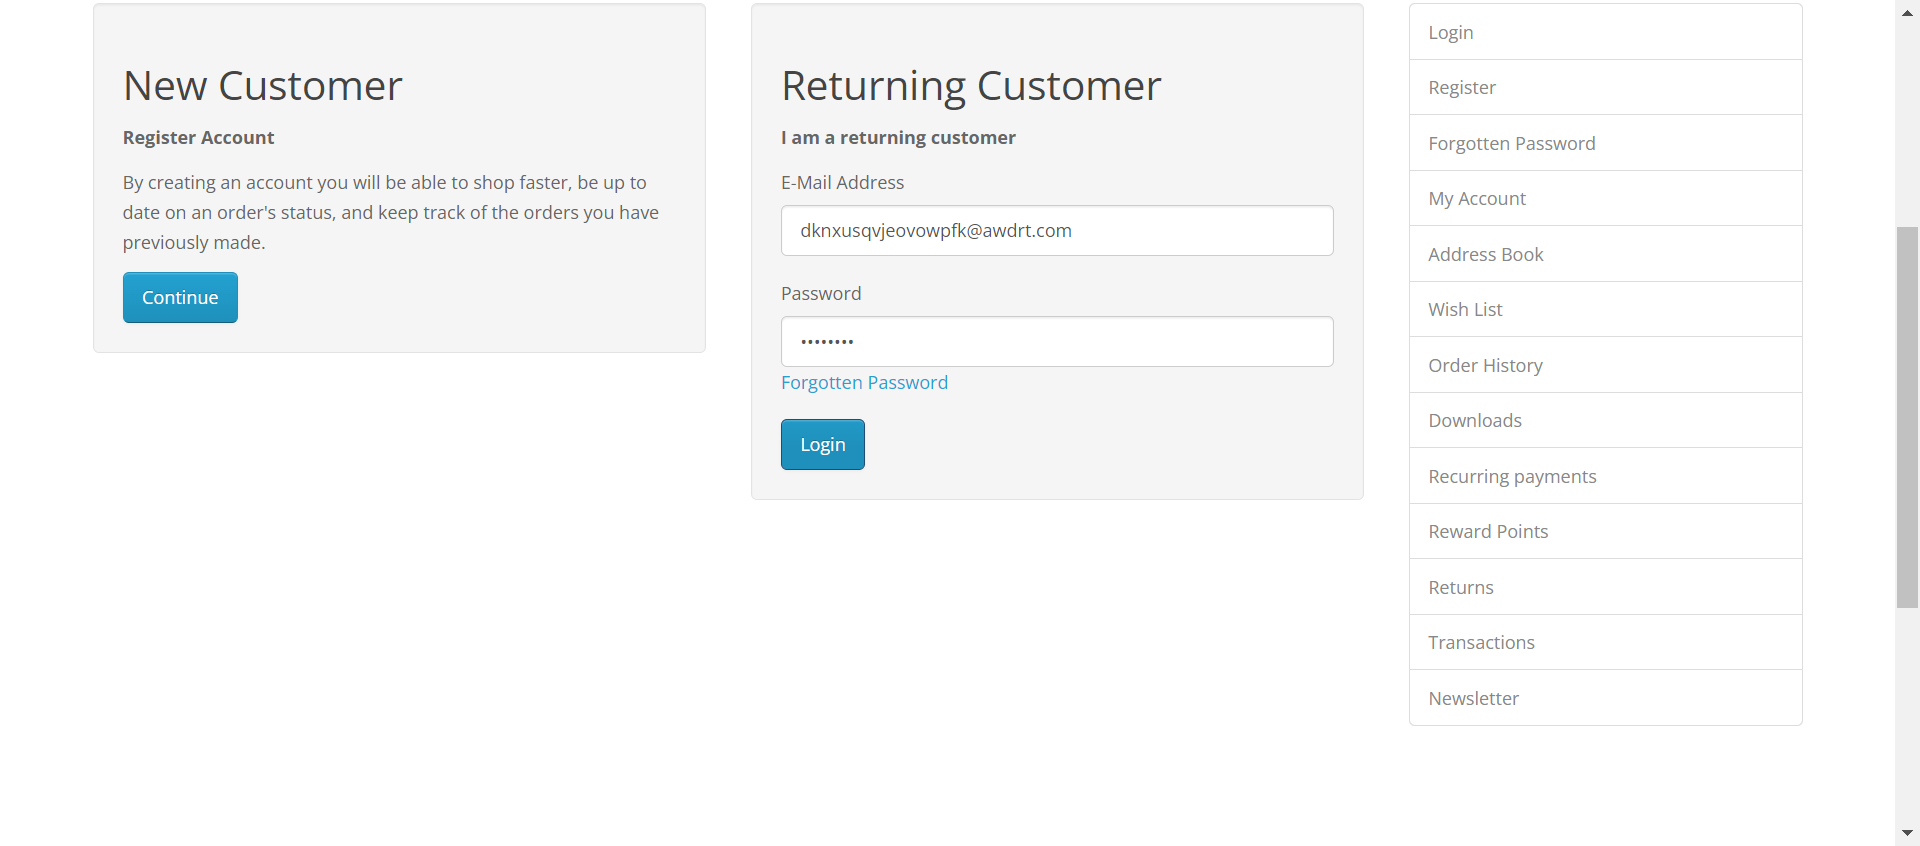 New Customer
Register Account
By creating an account you will be able to shop faster, be up to
date on an order's status, and keep track of the orders you have
previously made.
Continue
Returning Customer
I am a returning customer
E-Mail Address
dknxusqvjeovowpfk@awdrt.com
Password
••••••••
Forgotten Password
Login
Login
Register
Forgotten Password
My Account
Address Book
Wish List
Order History
Downloads
Recurring payments
Reward Points
Returns
Transactions
Newsletter